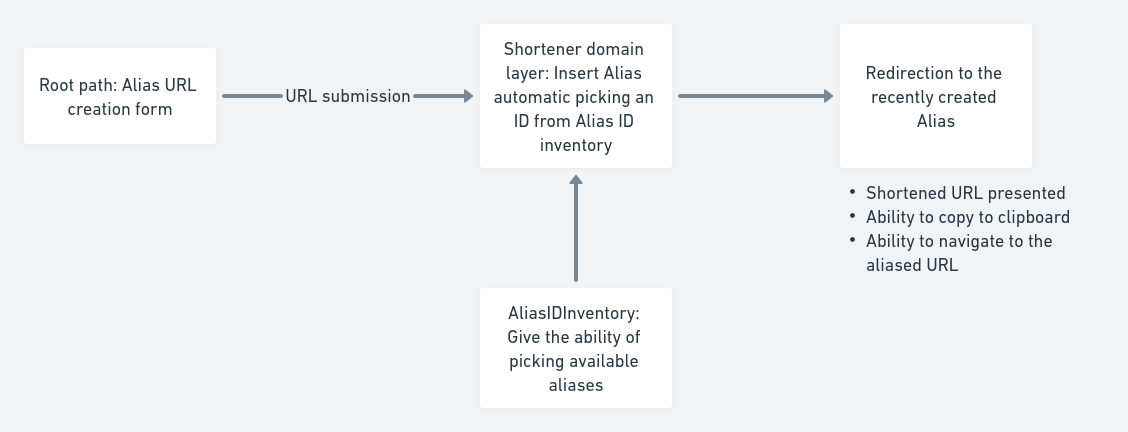 Root path: Alias URL
creation form
URL submission
Shortener domain
layer: Insert Alias
automatic picking an
ID from Alias ID
inventory
Redirection to the
recently created
Alias
• Shortened URL presented
• Ability to copy to clipboard
• Ability to navigate to the
aliased URL
AliasIDInventory:
Give the ability of
picking available
aliases